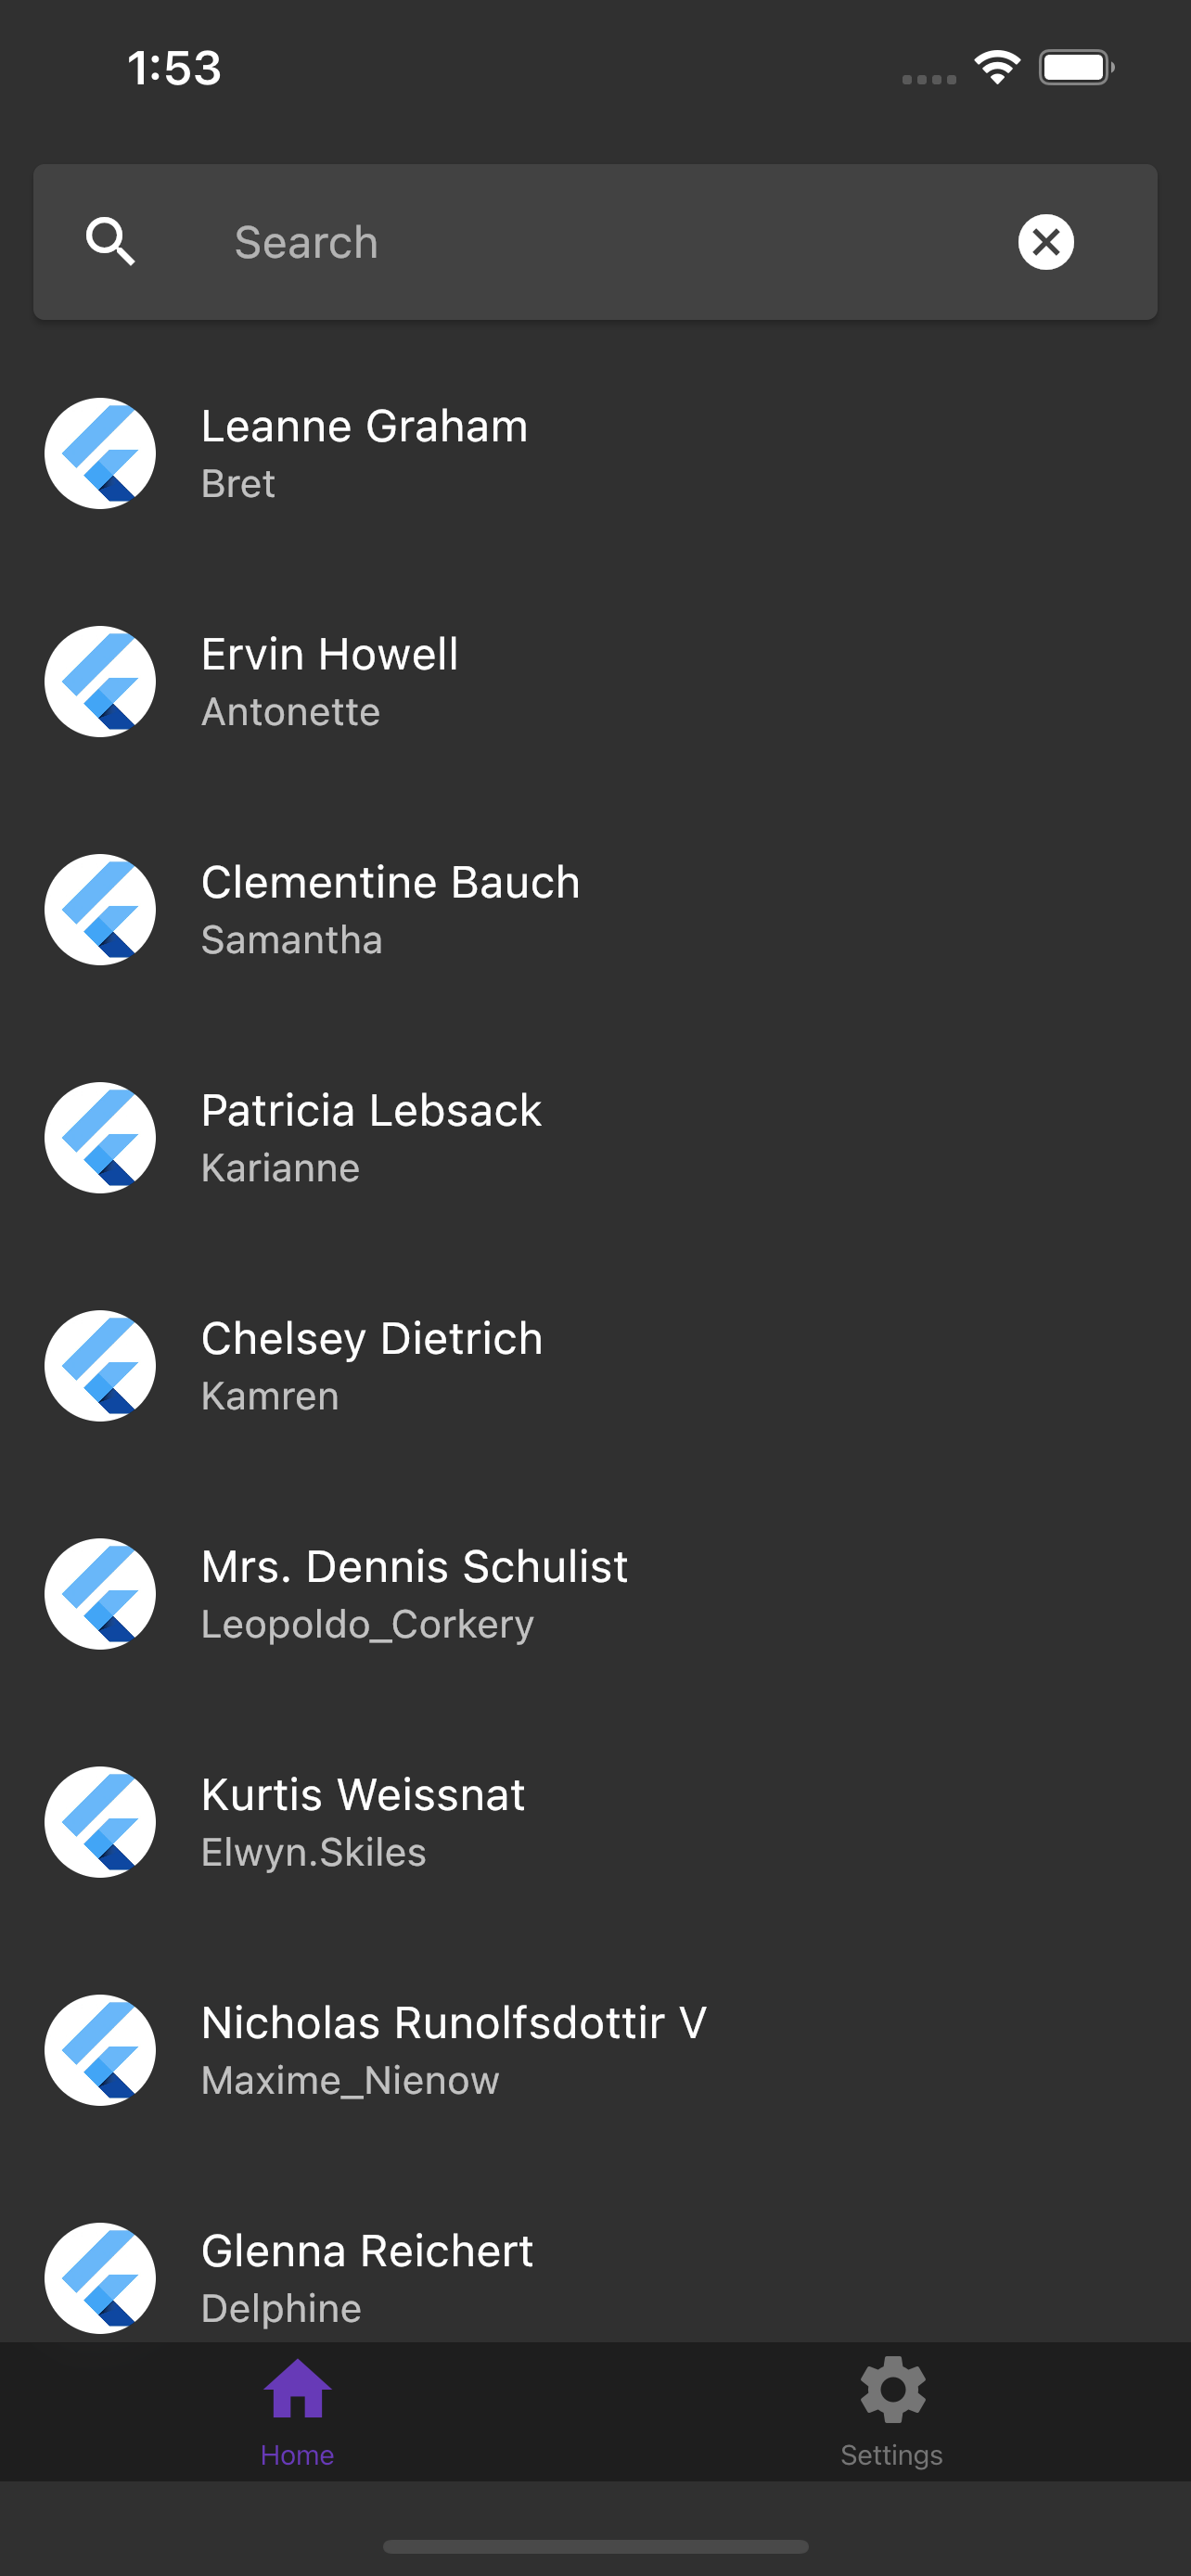 1:53
Search
Leanne Graham
Bret
Ervin Howell
Antonette
Clementine Bauch
Samantha
Patricia Lebsack
Karianne
Chelsey Dietrich
Kamren
Mrs. Dennis Schulist
Leopoldo_Corkery
Kurtis Weissnat
Elwyn.Skiles
Nicholas Runolfsdottir V
Maxime_Nienow
Glenna Reichert
Delphine
Home
Settings